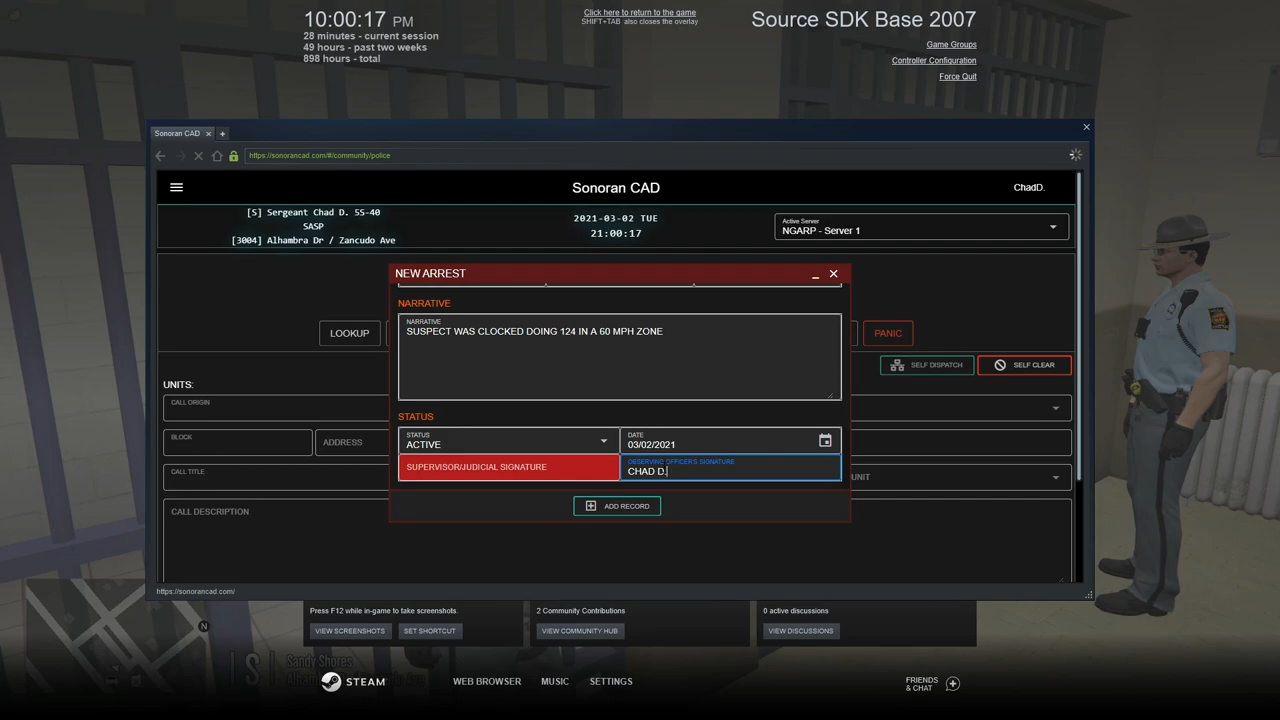 10:00:17 PM
28 minutes - current session
49 hours - past two weeks
898 hours - total
Click here to return to the game
SHIFT+TAB also closes the overlay
Source SDK Base 2007
Game Groups
Controller Configuration
Force Quit
Sonoran CAD
https://sonorancad.com/#/community/police
Sonoran CAD
ChadD.
[S] Sergeant Chad D. 5S-40
SASP
[3004] Alhambra Dr / Zancudo Ave
2021-03-02 TUE
21:00:17
Active Server
NGARP - Server 1
NEW ARREST
NARRATIVE
NARRATIVE
SUSPECT WAS CLOCKED DOING 124 IN A 60 MPH ZONE
LOOKUP
PANIC
SELF DISPATCH
SELF CLEAR
UNITS:
CALL ORIGIN
BLOCK
ADDRESS
CALL TITLE
UNIT
CALL DESCRIPTION
STATUS
STATUS
ACTIVE
DATE
03/02/2021
SUPERVISOR/JUDICIAL SIGNATURE
OBSERVING OFFICER'S SIGNATURE
CHAD D.
ADD RECORD
https://sonorancad.com/
Press F12 while in-game to take screenshots.
VIEW SCREENSHOTS
SET SHORTCUT
2 Community Contributions
VIEW COMMUNITY HUB
0 active discussions
VIEW DISCUSSIONS
N
S
Sandy Shores
STEAM
WEB BROWSER
MUSIC
SETTINGS
FRIENDS
& CHAT